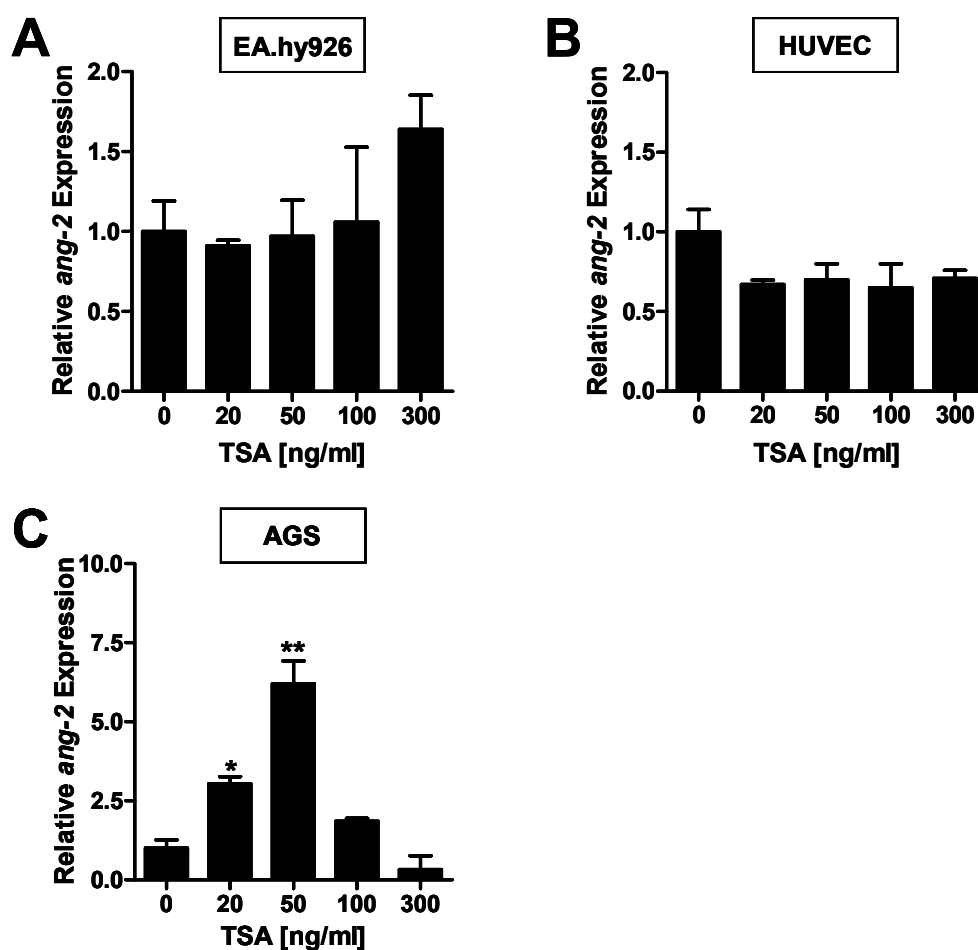 A
EA.hy926
Relative ang-2 Expression
2.0
1.5
1.0
0.5
0.0
0 20 50 100 300
TSA [ng/ml]
B
HUVEC
Relative ang-2 Expression
2.0
1.5
1.0
0.5
0.0
0 20 50 100 300
TSA [ng/ml]
C
AGS
Relative ang-2 Expression
10.0
7.5
5.0
2.5
0.0
**
*
0 20 50 100 300
TSA [ng/ml]